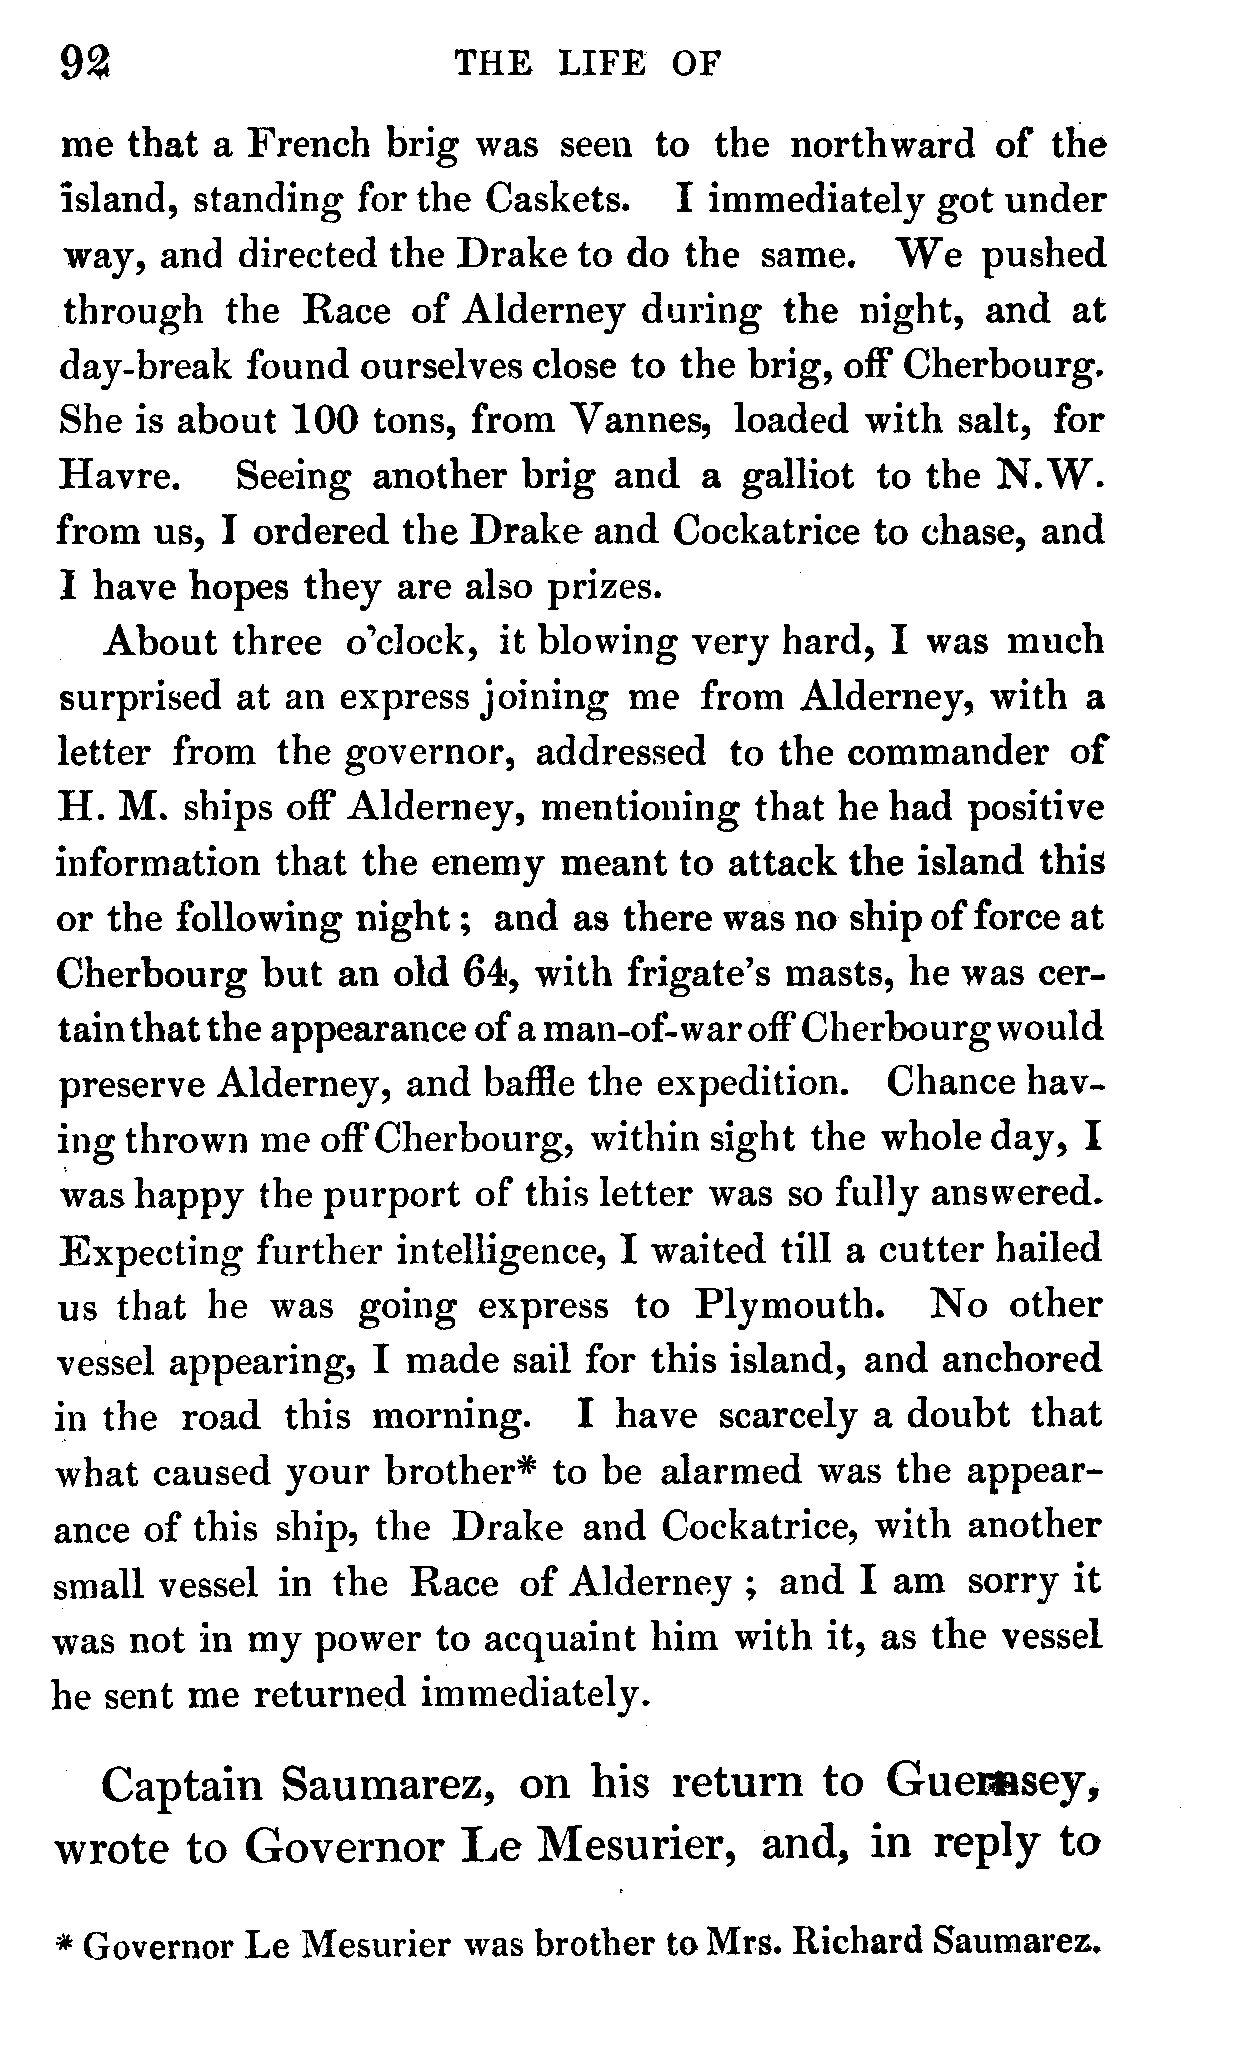 92 THE LIFE OF
me that a French brig was seen to the northward of the
island, standing for the Caskets. I immediately got under
way, and directed the Drake to do the same. We pushed
through the Race of Alderney during the night, and at
day-break found ourselves close to the brig, off Cherbourg.
She is about 100 tons, from Vannes, loaded with salt, for
Havre. Seeing another brig and a galliot to the N.W.
from us, I ordered the Drake and Cockatrice to chase, and
I have hopes they are also prizes.
About three o'clock, it blowing very hard, I was much
surprised at an express joining me from Alderney, with a
letter from the governor, addressed to the commander of
H. M. ships off Alderney, mentioning that he had positive
information that the enemy meant to attack the island this
or the following night; and as there was no ship of force at
Cherbourg but an old 64, with frigate's masts, he was cer-
tain that the appearance of a man-of-war off Cherbourg would
preserve Alderney, and baffle the expedition. Chance hav-
ing thrown me off Cherbourg, within sight the whole day, I
was happy the purport of this letter was so fully answered.
Expecting further intelligence, I waited till a cutter hailed
us that he was going express to Plymouth. No other
vessel appearing, I made sail for this island, and anchored
in the road this morning. I have scarcely a doubt that
what caused your brother* to be alarmed was the appear-
ance of this ship, the Drake and Cockatrice, with another
small vessel in the Race of Alderney; and I am sorry it
was not in my power to acquaint him with it, as the vessel
he sent me returned immediately.
Captain Saumarez, on his return to Guernsey,
wrote to Governor Le Mesurier, and, in reply to
* Governor Le Mesurier was brother to Mrs. Richard Saumarez.